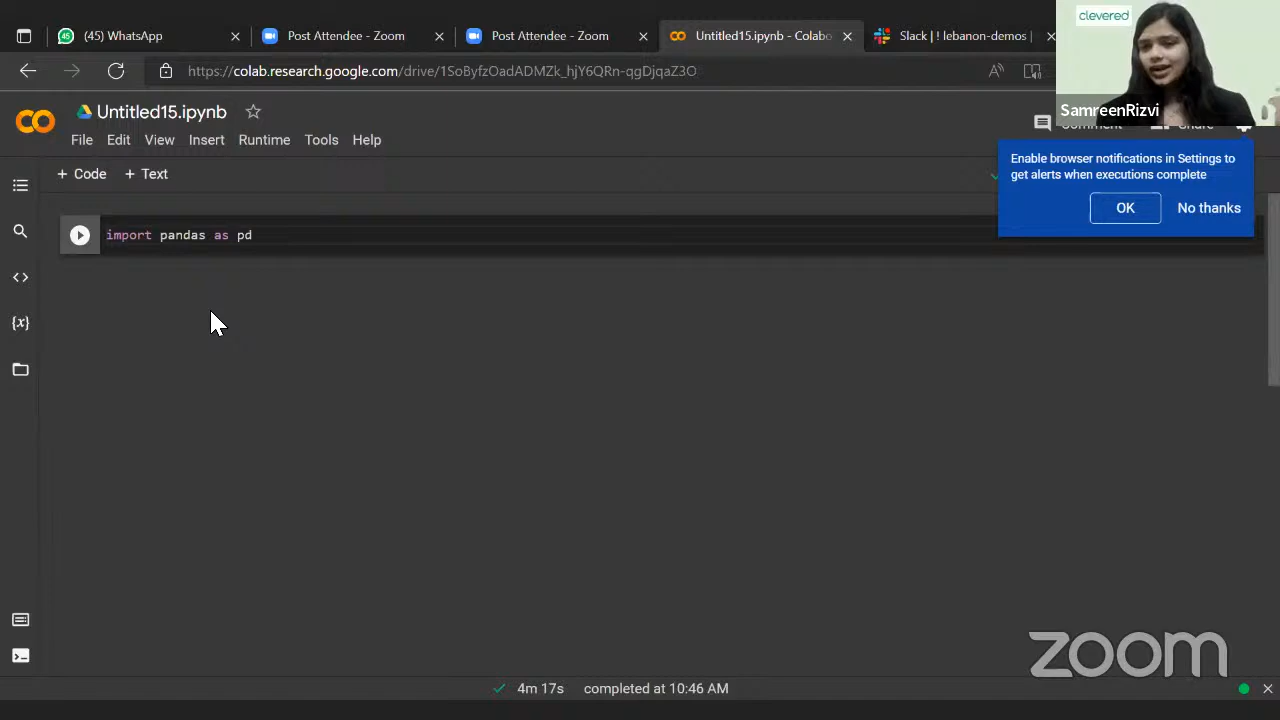 (45) WhatsApp
Post Attendee - Zoom
Post Attendee - Zoom
Untitled15.ipynb - Colabo
Slack | ! lebanon-demos |
clevered
https://colab.research.google.com/drive/1SoByfzOadADMZk_hjY6QRn-qgDjqaZ3O
SamreenRizvi
Untitled15.ipynb
Comment
Share
File Edit View Insert Runtime Tools Help
Enable browser notifications in Settings to
get alerts when executions complete
OK No thanks
+ Code + Text
import pandas as pd
zoom
4m 17s completed at 10:46 AM